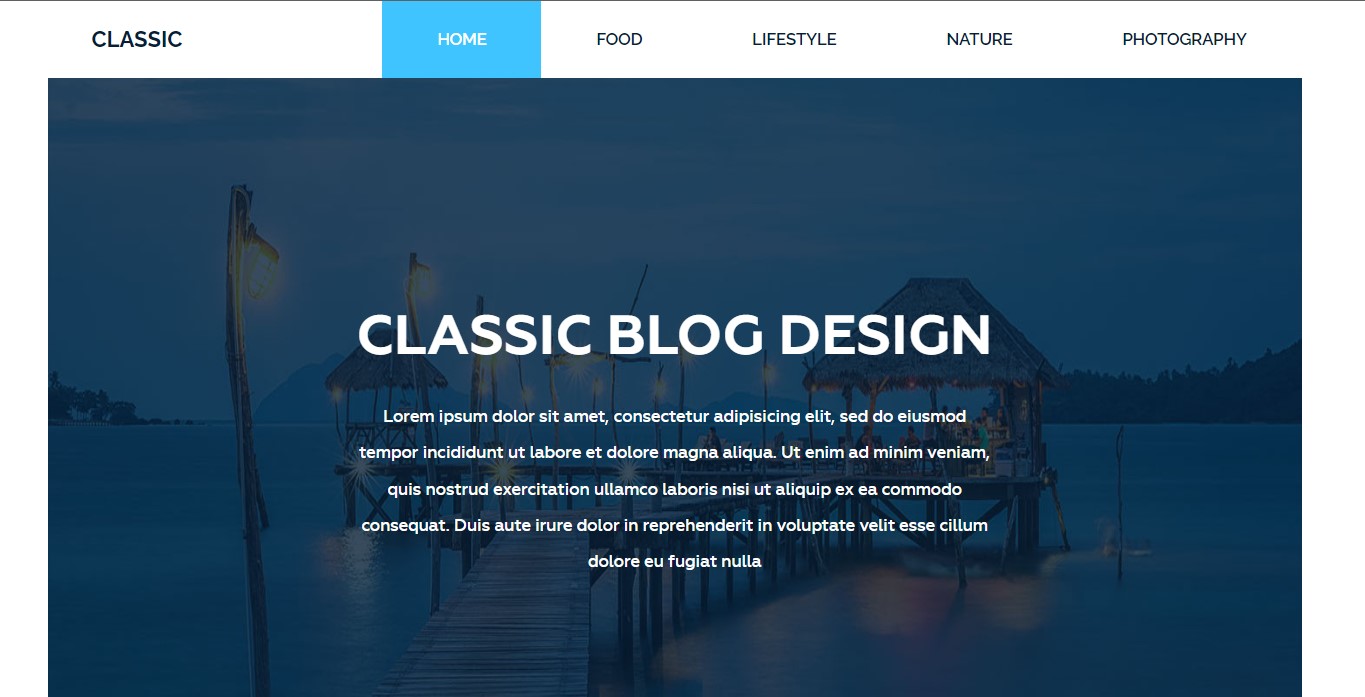 CLASSIC HOME FOOD LIFESTYLE NATURE PHOTOGRAPHY
CLASSIC BLOG DESIGN
Lorem ipsum dolor sit amet, consectetur adipisicing elit, sed do eiusmod
tempor incididunt ut labore et dolore magna aliqua. Ut enim ad minim veniam,
quis nostrud exercitation ullamco laboris nisi ut aliquip ex ea commodo
consequat. Duis aute irure dolor in reprehenderit in voluptate velit esse cillum
dolore eu fugiat nulla